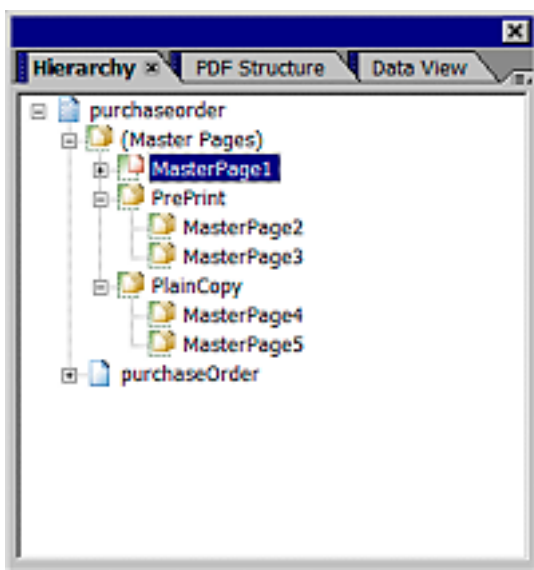 Hierarchy PDF Structure Data View
purchaseorder
(Master Pages)
MasterPage1
PrePrint
MasterPage2
MasterPage3
PlainCopy
MasterPage4
MasterPage5
purchaseOrder